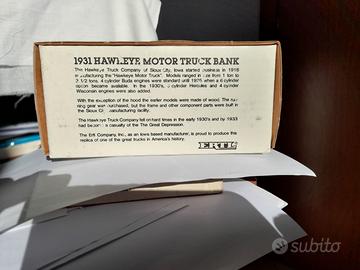 1931 HAWKEYE MOTOR TRUCK BANK
The Hawkeye Truck Company of Sioux City, Iowa started business in 1916
manufacturing the "Hawkeye Motor Truck". Models ranged in size from 1 ton to
2 1/2 tons. 4 cylinder Buda engines were standard until 1925 when a 6 cylinder
option became available. In the 1930's, 6 cylinder Hercules and 4 cylinder
Wisconsin engines were also added.
With the exception of the hood the earlier models were made of wood. The run-
ning gear was purchased, but the frame and other component parts were built in
the Sioux City manufacturing facility.
The Hawkeye Truck Company fell on hard times in the early 1930's and by 1933
had become a casualty of the The Great Depression.
The Ertl Company, Inc., as an Iowa based manufacturer, is proud to produce this
replica of one of the great trucks in America's history.
ERTL
subito